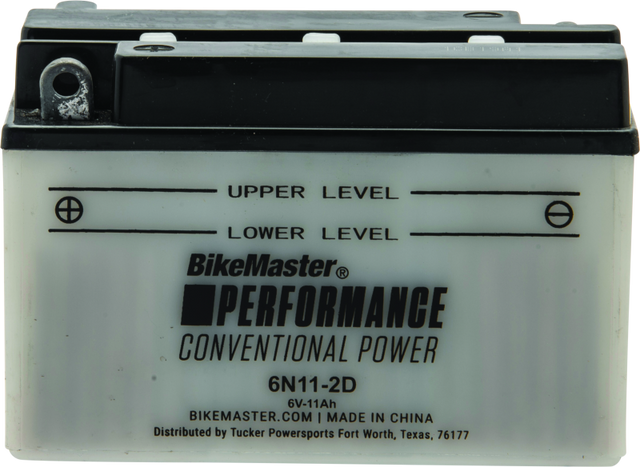 UPPER LEVEL
⊕ ⊖
LOWER LEVEL
BikeMaster®
PERFORMANCE
CONVENTIONAL POWER
6N11-2D
6V-11Ah
BIKEMASTER.COM | MADE IN CHINA
Distributed by Tucker Powersports Fort Worth, Texas, 76177